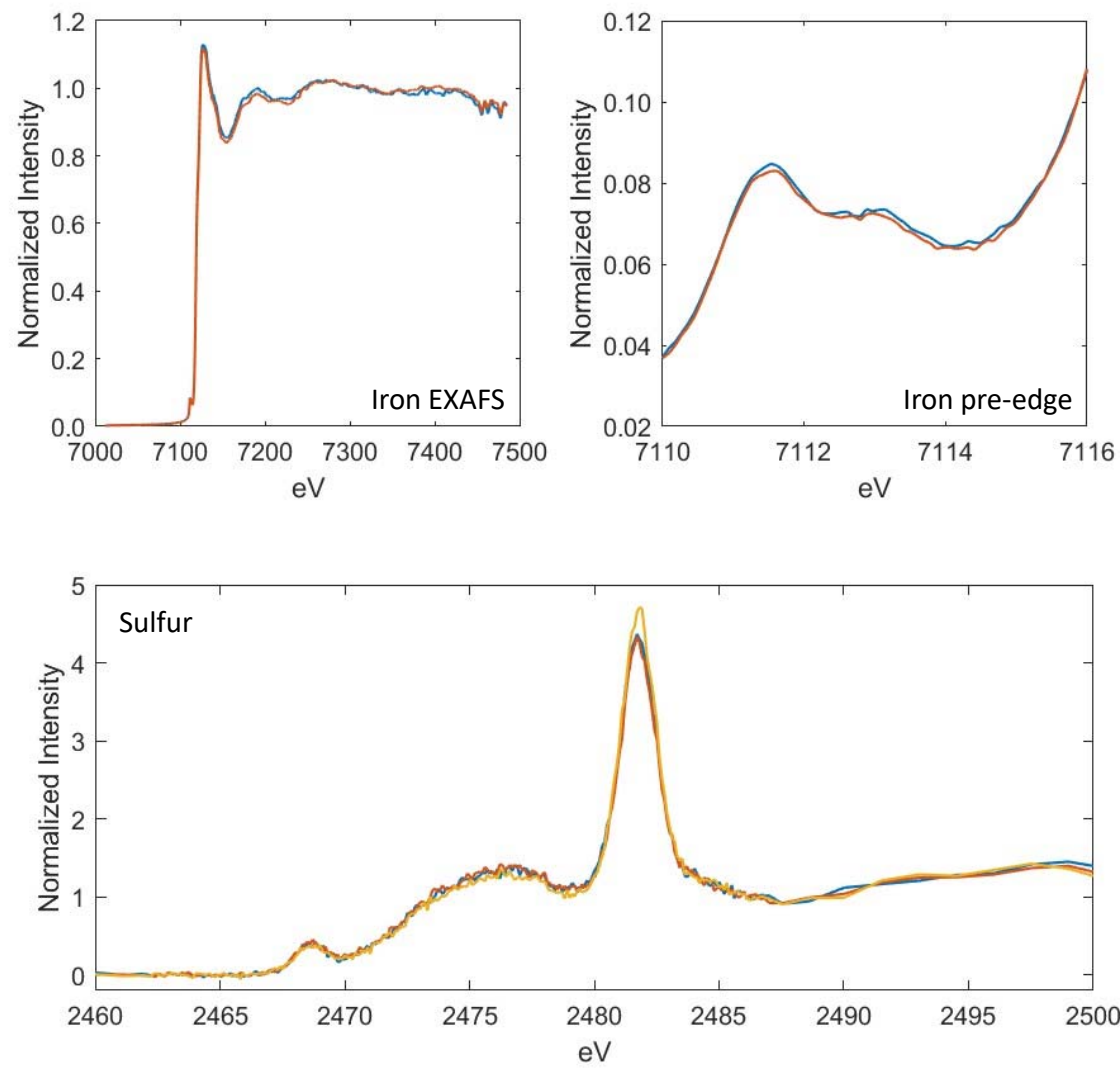 1.2
1.0
0.8
0.6
0.4
0.2
0.0
Normalized Intensity
Iron EXAFS
7000 7100 7200 7300 7400 7500
eV
0.12
0.10
0.08
0.06
0.04
0.02
Normalized Intensity
Iron pre-edge
7110 7112 7114 7116
eV
5
4
3
2
1
0
Normalized Intensity
Sulfur
2460 2465 2470 2475 2480 2485 2490 2495 2500
eV